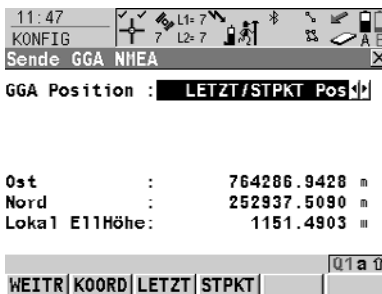 11:47
KONFIG
7
L1= 7
L2= 7
A B
Sende GGA NMEA
X
GGA Position : LETZT/STPKT Pos
Ost : 764286.9428 m
Nord : 252937.5090 m
Lokal EllHöhe: 1151.4903 m
Q1a
WEITR KOORD LETZT STPKT